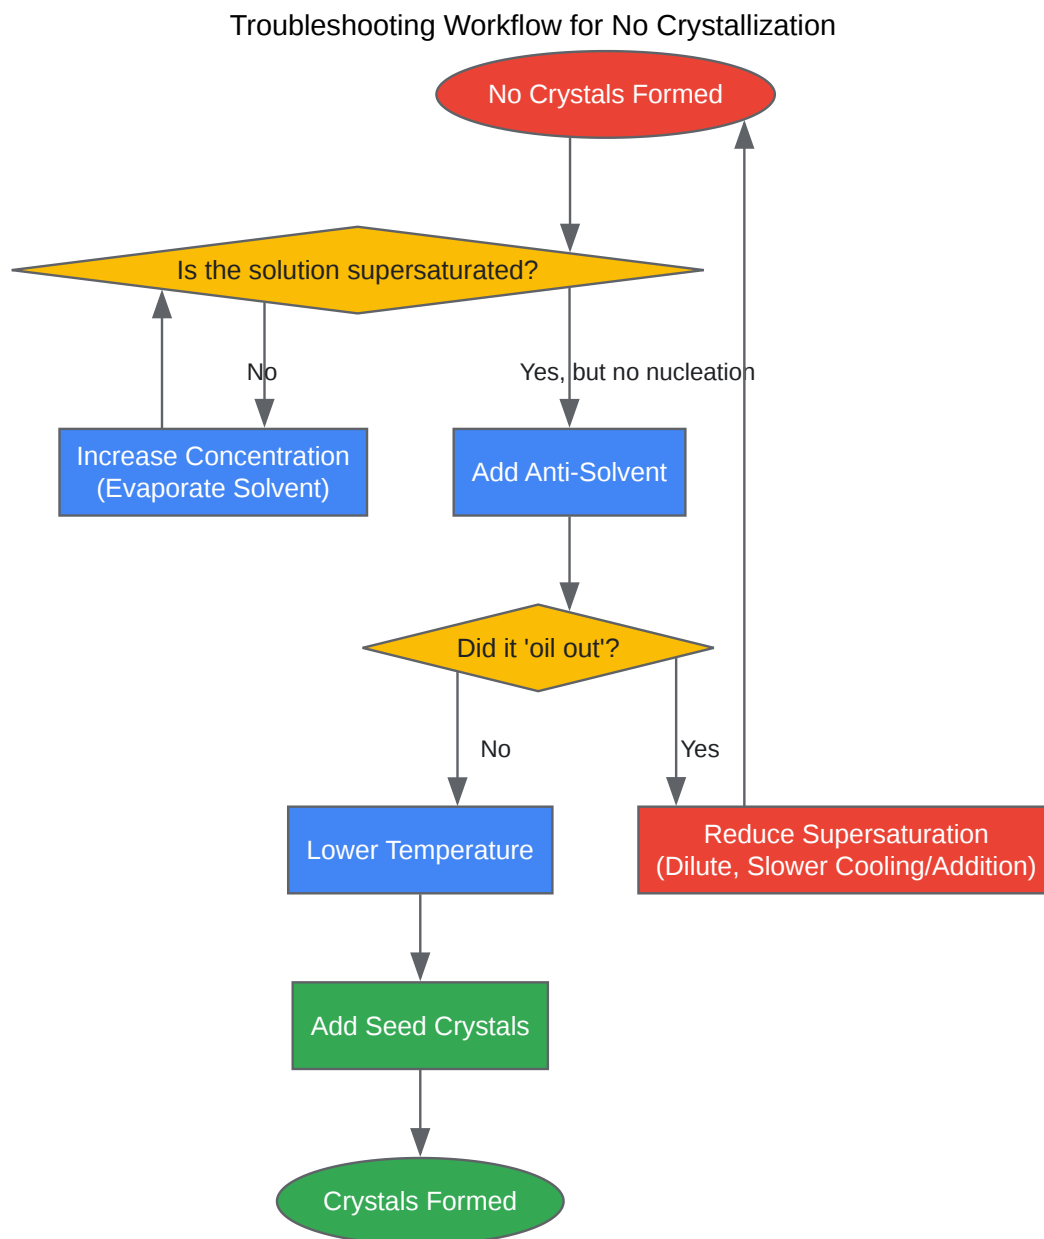 Troubleshooting Workflow for No Crystallization
No Crystals Formed
Is the solution supersaturated?
No
Yes, but no nucleation
Increase Concentration
(Evaporate Solvent)
Add Anti-Solvent
Did it 'oil out'?
No
Yes
Lower Temperature
Reduce Supersaturation
(Dilute, Slower Cooling/Addition)
Add Seed Crystals
Crystals Formed